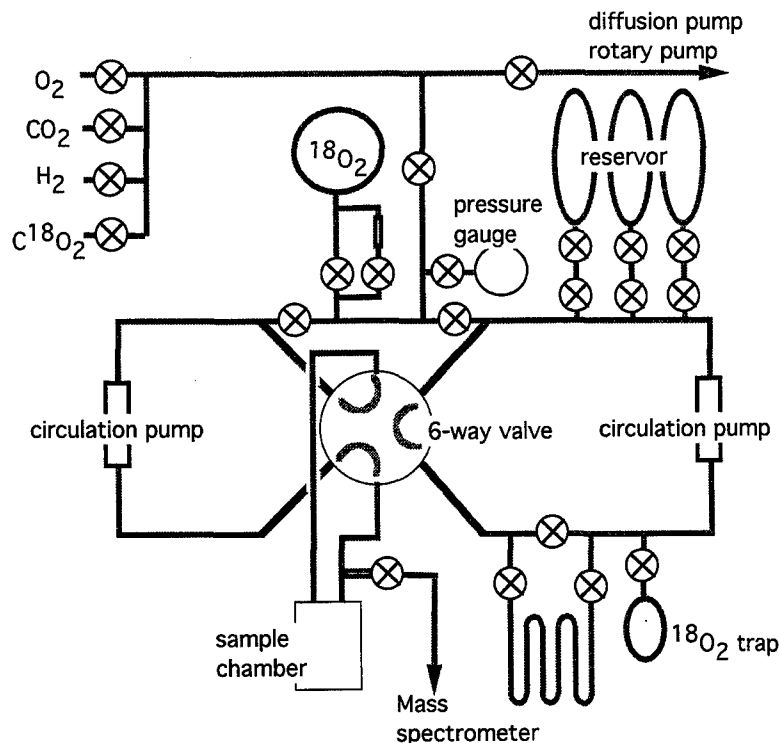 diffusion pump
rotary pump
O2
CO2
H2
C18O2
18O2
reservor
pressure
gauge
circulation pump
6-way valve
circulation pump
sample
chamber
18O2 trap
Mass
spectrometer